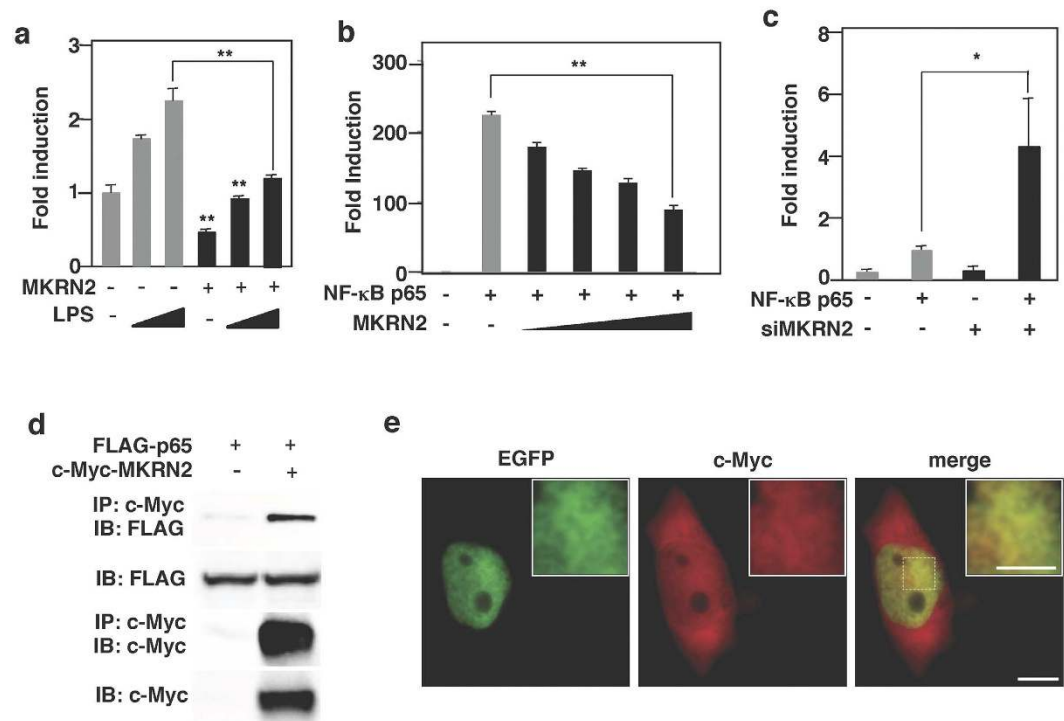 a
Fold induction
3
2
1
0
**
**
**
MKRN2 - - - + + +
LPS - -
b
Fold Induction
300
200
100
0
**
NF-κB p65 - + + + + +
MKRN2 - -
c
Fold induction
8
6
4
2
0
*
NF-κB p65 - + - +
siMKRN2 - - + +
d
FLAG-p65 + +
c-Myc-MKRN2 - +
IP: c-Myc
IB: FLAG
IB: FLAG
IP: c-Myc
IB: c-Myc
IB: c-Myc
e
EGFP c-Myc merge